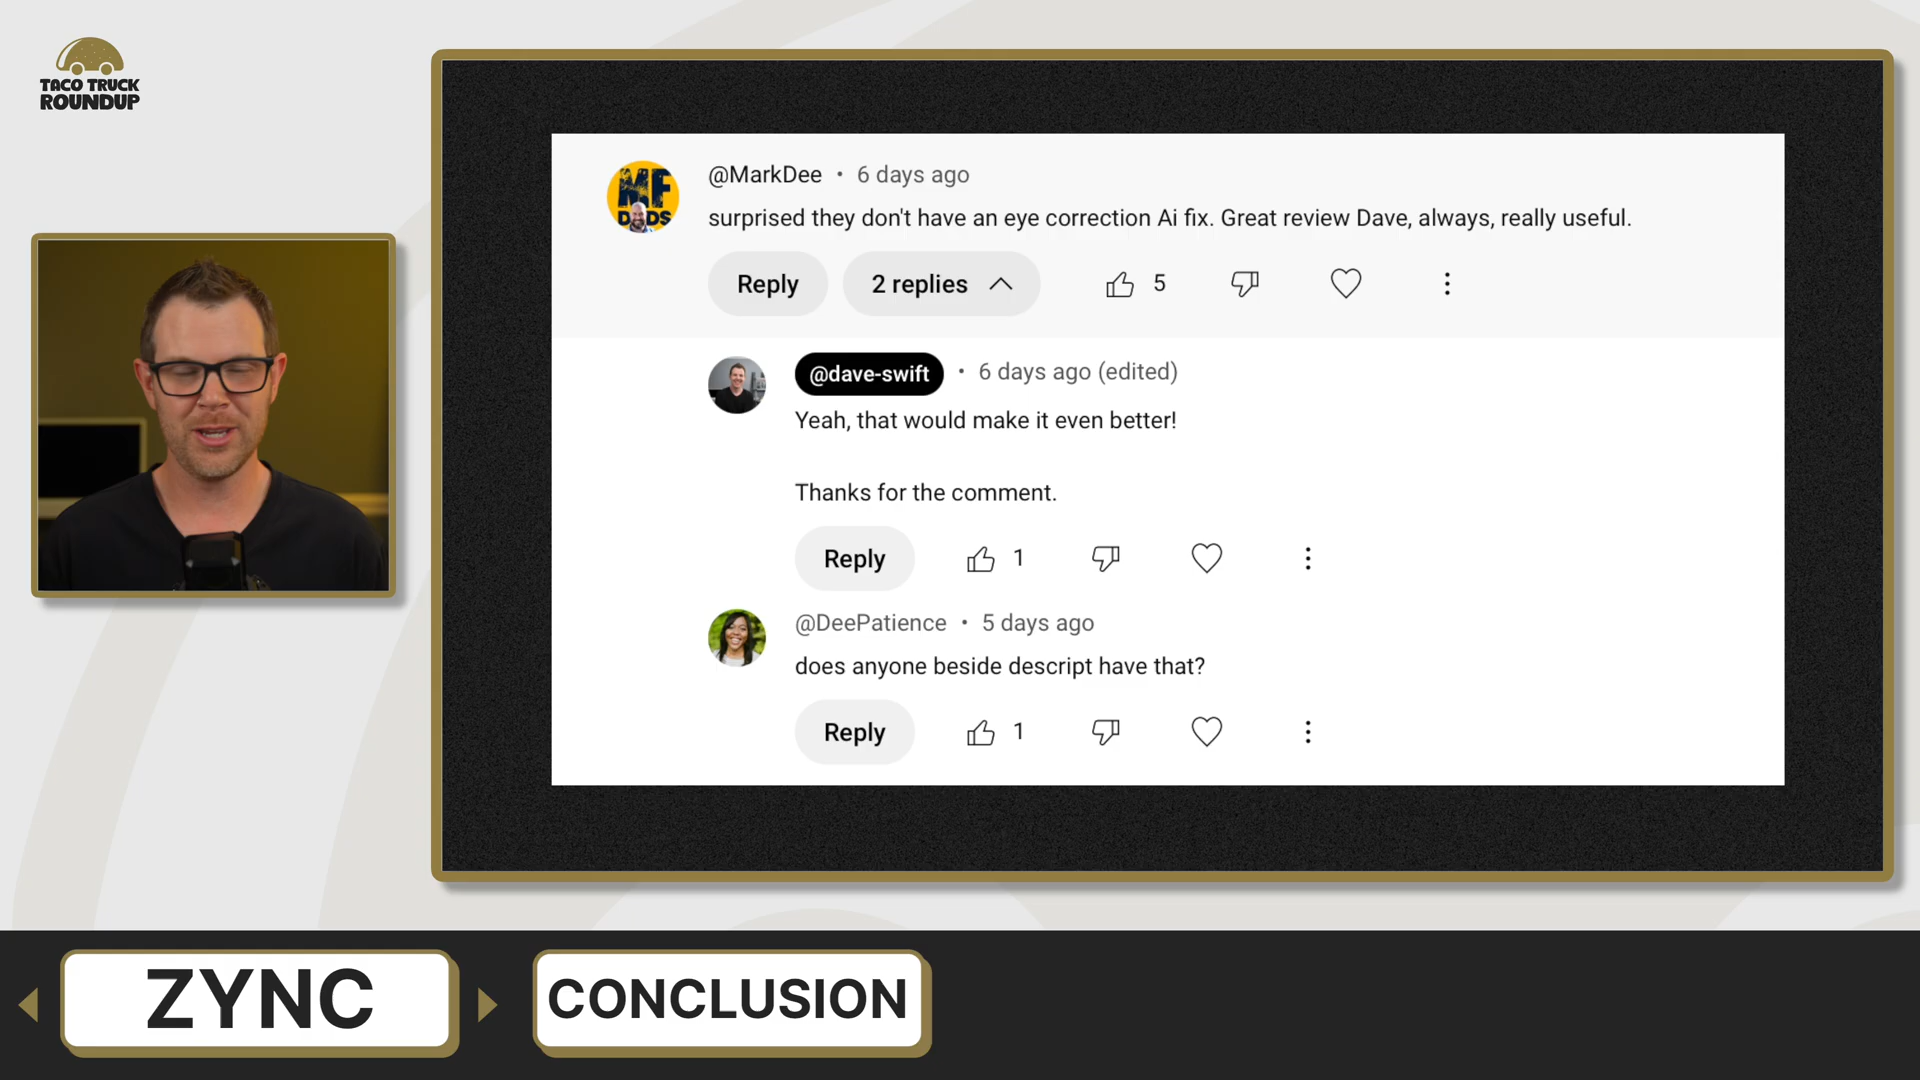 TACO TRUCK
ROUNDUP
MF
DADS
@MarkDee • 6 days ago
surprised they don't have an eye correction Ai fix. Great review Dave, always, really useful.
Reply 2 replies 5
@dave-swift • 6 days ago (edited)
Yeah, that would make it even better!
Thanks for the comment.
Reply 1
@DeePatience • 5 days ago
does anyone beside descript have that?
Reply 1
ZYNC CONCLUSION